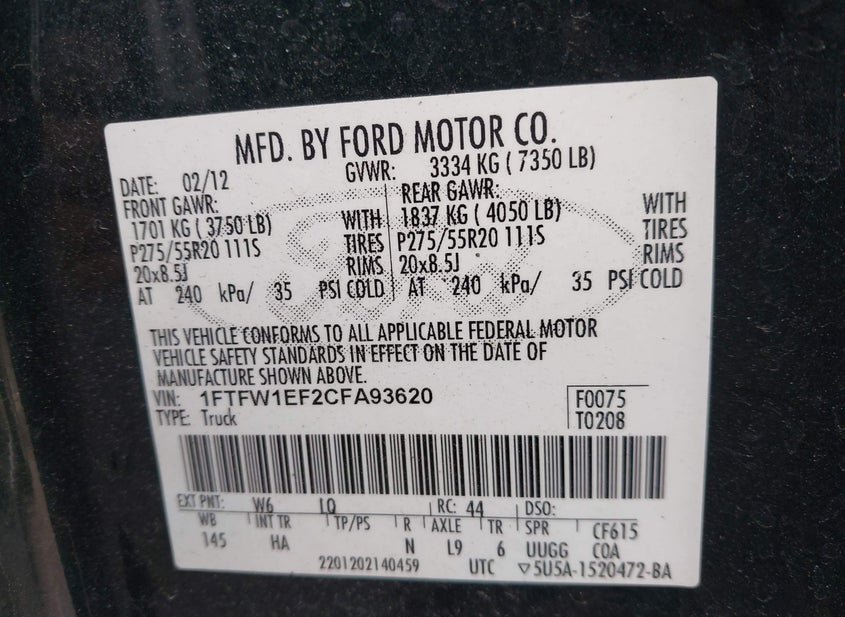 MFD. BY FORD MOTOR CO.
DATE: 02/12 GVWR: 3334 KG ( 7350 LB)
FRONT GAWR: REAR GAWR:
1701 KG ( 3750 LB) WITH 1837 KG ( 4050 LB) WITH
P275/55R20 111S TIRES P275/55R20 111S TIRES
20x8.5J RIMS 20x8.5J RIMS
AT 240 kPa/ 35 PSI COLD AT 240 kPa/ 35 PSI COLD
THIS VEHICLE CONFORMS TO ALL APPLICABLE FEDERAL MOTOR
VEHICLE SAFETY STANDARDS IN EFFECT ON THE DATE OF
MANUFACTURE SHOWN ABOVE.
VIN: 1FTFW1EF2CFA93620 F0075
TYPE: Truck T0208
EXT PNT: W6 LQ RC: 44 DSO:
WB INT TR TP/PS R AXLE TR SPR CF615
145 HA N L9 6 UUGG COA
2201202140459 UTC ▽5U5A-1520472-BA